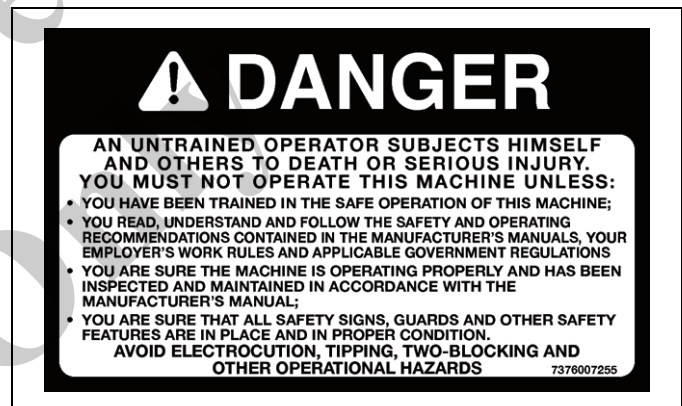 DANGER
AN UNTRAINED OPERATOR SUBJECTS HIMSELF
AND OTHERS TO DEATH OR SERIOUS INJURY.
YOU MUST NOT OPERATE THIS MACHINE UNLESS:
• YOU HAVE BEEN TRAINED IN THE SAFE OPERATION OF THIS MACHINE;
• YOU READ, UNDERSTAND AND FOLLOW THE SAFETY AND OPERATING
RECOMMENDATIONS CONTAINED IN THE MANUFACTURER'S MANUALS, YOUR
EMPLOYER'S WORK RULES AND APPLICABLE GOVERNMENT REGULATIONS
• YOU ARE SURE THE MACHINE IS OPERATING PROPERLY AND HAS BEEN
INSPECTED AND MAINTAINED IN ACCORDANCE WITH THE
MANUFACTURER'S MANUAL;
• YOU ARE SURE THAT ALL SAFETY SIGNS, GUARDS AND OTHER SAFETY
FEATURES ARE IN PLACE AND IN PROPER CONDITION.
AVOID ELECTROCUTION, TIPPING, TWO-BLOCKING AND
OTHER OPERATIONAL HAZARDS
7376007255